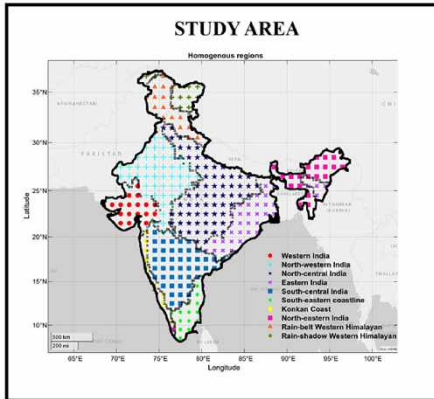 STUDY AREA
Homogenous regions
35°N
30°N
25°N
20°N
15°N
10°N
Latitude
AFGHANISTAN
PAKISTAN
NEPAL
Western India
North-western India
North-central India
Eastern India
South-central India
South-eastern coastline
Konkan Coast
North-eastern India
Rain-belt Western Himalayan
Rain-shadow Western Himalayan
500 km
200 mi
65°E
70°E
75°E
80°E
85°E
90°E
95°E
100°E
Longitude